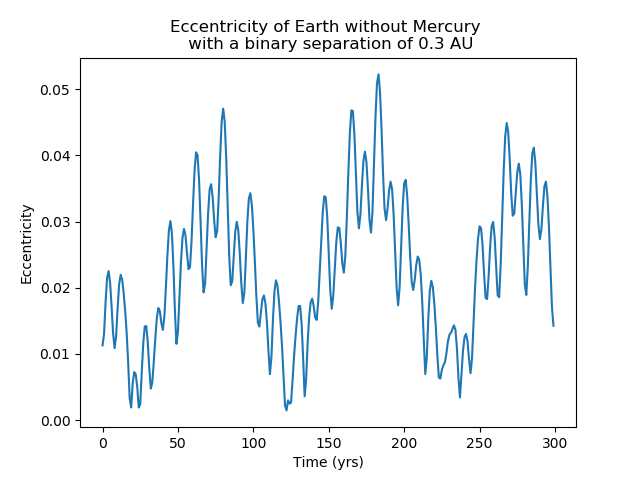 Eccentricity of Earth without Mercury
with a binary separation of 0.3 AU
0.05
0.04
0.03
0.02
0.01
0.00
Eccentricity
0 50 100 150 200 250 300
Time (yrs)